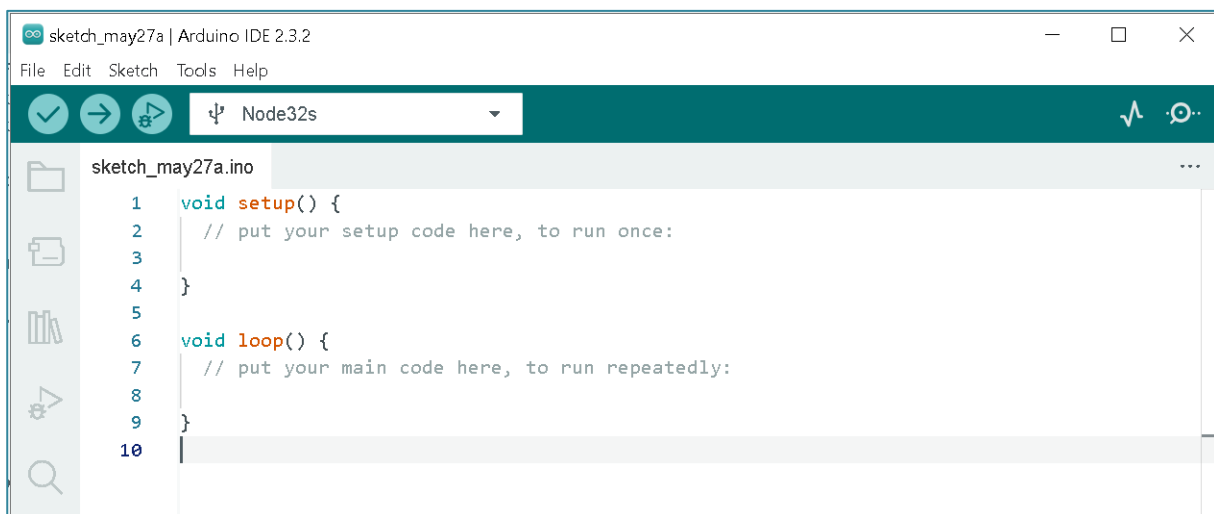 sketch_may27a | Arduino IDE 2.3.2
File Edit Sketch Tools Help
Node32s
sketch_may27a.ino
1 void setup() {
2 // put your setup code here, to run once:
3
4 }
5
6 void loop() {
7 // put your main code here, to run repeatedly:
8
9 }
10